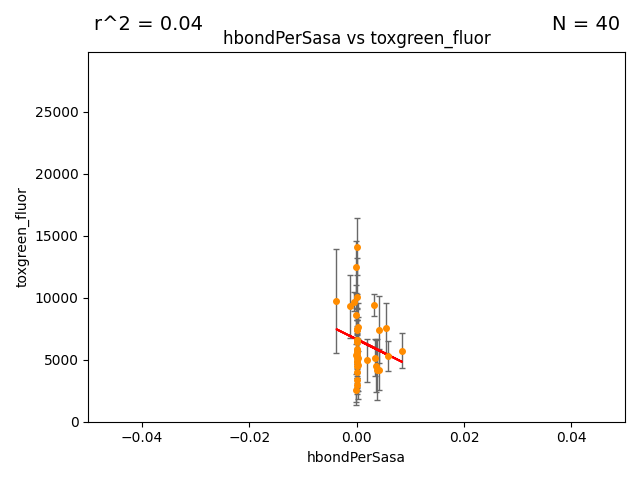 r^2 = 0.04
N = 40
hbondPerSasa vs toxgreen_fluor
25000
20000
15000
10000
5000
0
toxgreen_fluor
−0.04
−0.02
0.00
0.02
0.04
hbondPerSasa